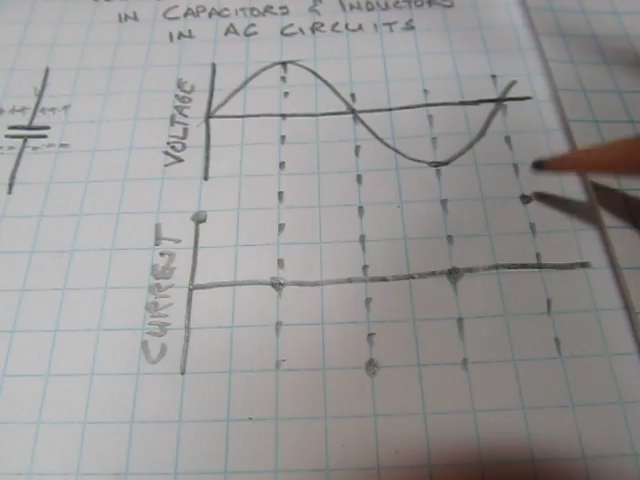 IN CAPACITORS & INDUCTORS
IN AC CIRCUITS
VOLTAGE
CURRENT